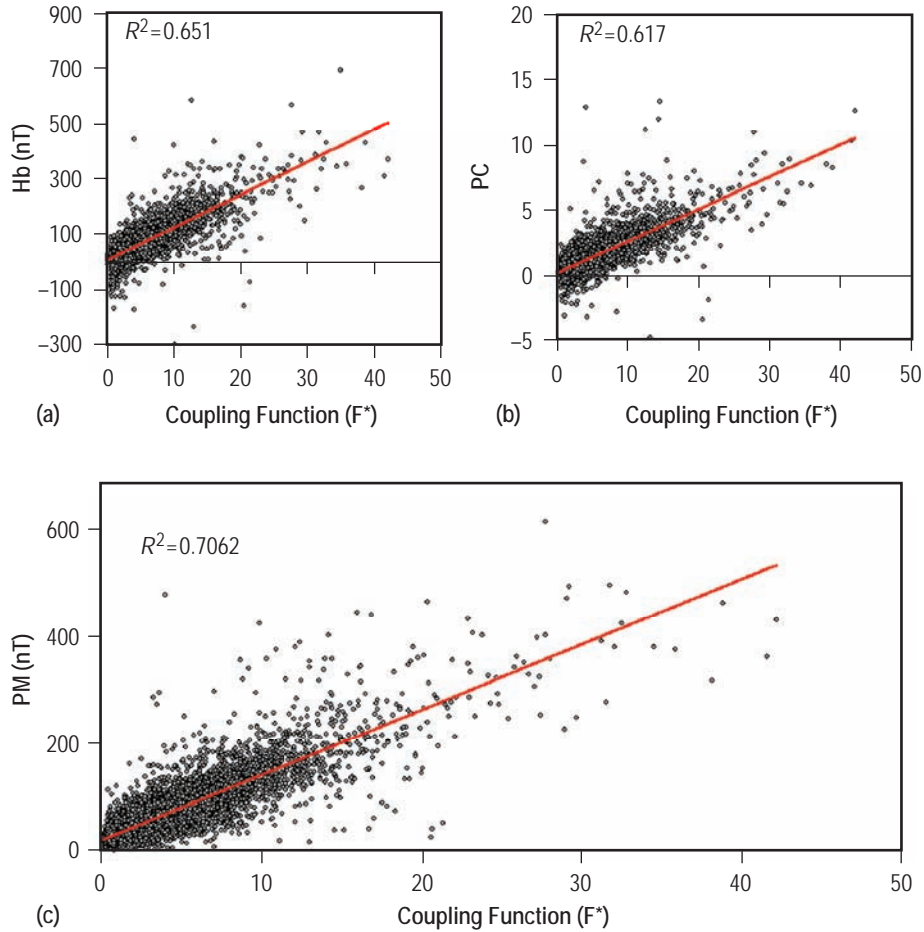 900
700
500
300
100
–100
–300
Hb (nT)
R²=0.651
0 10 20 30 40 50
(a) Coupling Function (F*)
20
15
10
5
0
–5
PC
R²=0.617
0 10 20 30 40 50
(b) Coupling Function (F*)
600
400
200
0
PM (nT)
R²=0.7062
0 10 20 30 40 50
(c) Coupling Function (F*)